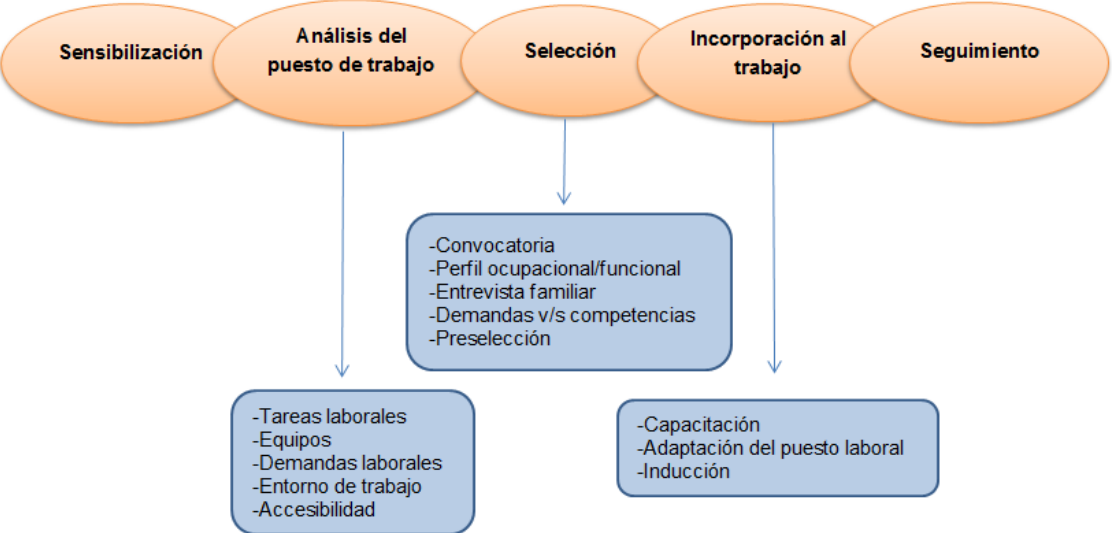 Sensibilización
Análisis del
puesto de trabajo
Selección
Incorporación al
trabajo
Seguimiento
-Convocatoria
-Perfil ocupacional/funcional
-Entrevista familiar
-Demandas v/s competencias
-Preselección
-Tareas laborales
-Equipos
-Demandas laborales
-Entorno de trabajo
-Accesibilidad
-Capacitación
-Adaptación del puesto laboral
-Inducción